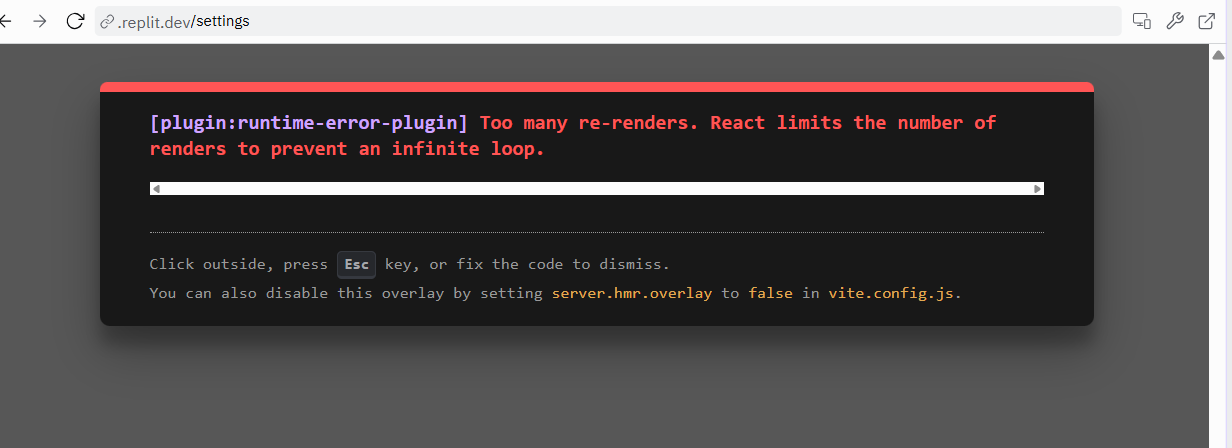 .replit.dev/settings
[plugin:runtime-error-plugin] Too many re-renders. React limits the number of
renders to prevent an infinite loop.
Click outside, press Esc key, or fix the code to dismiss.
You can also disable this overlay by setting server.hmr.overlay to false in vite.config.js.